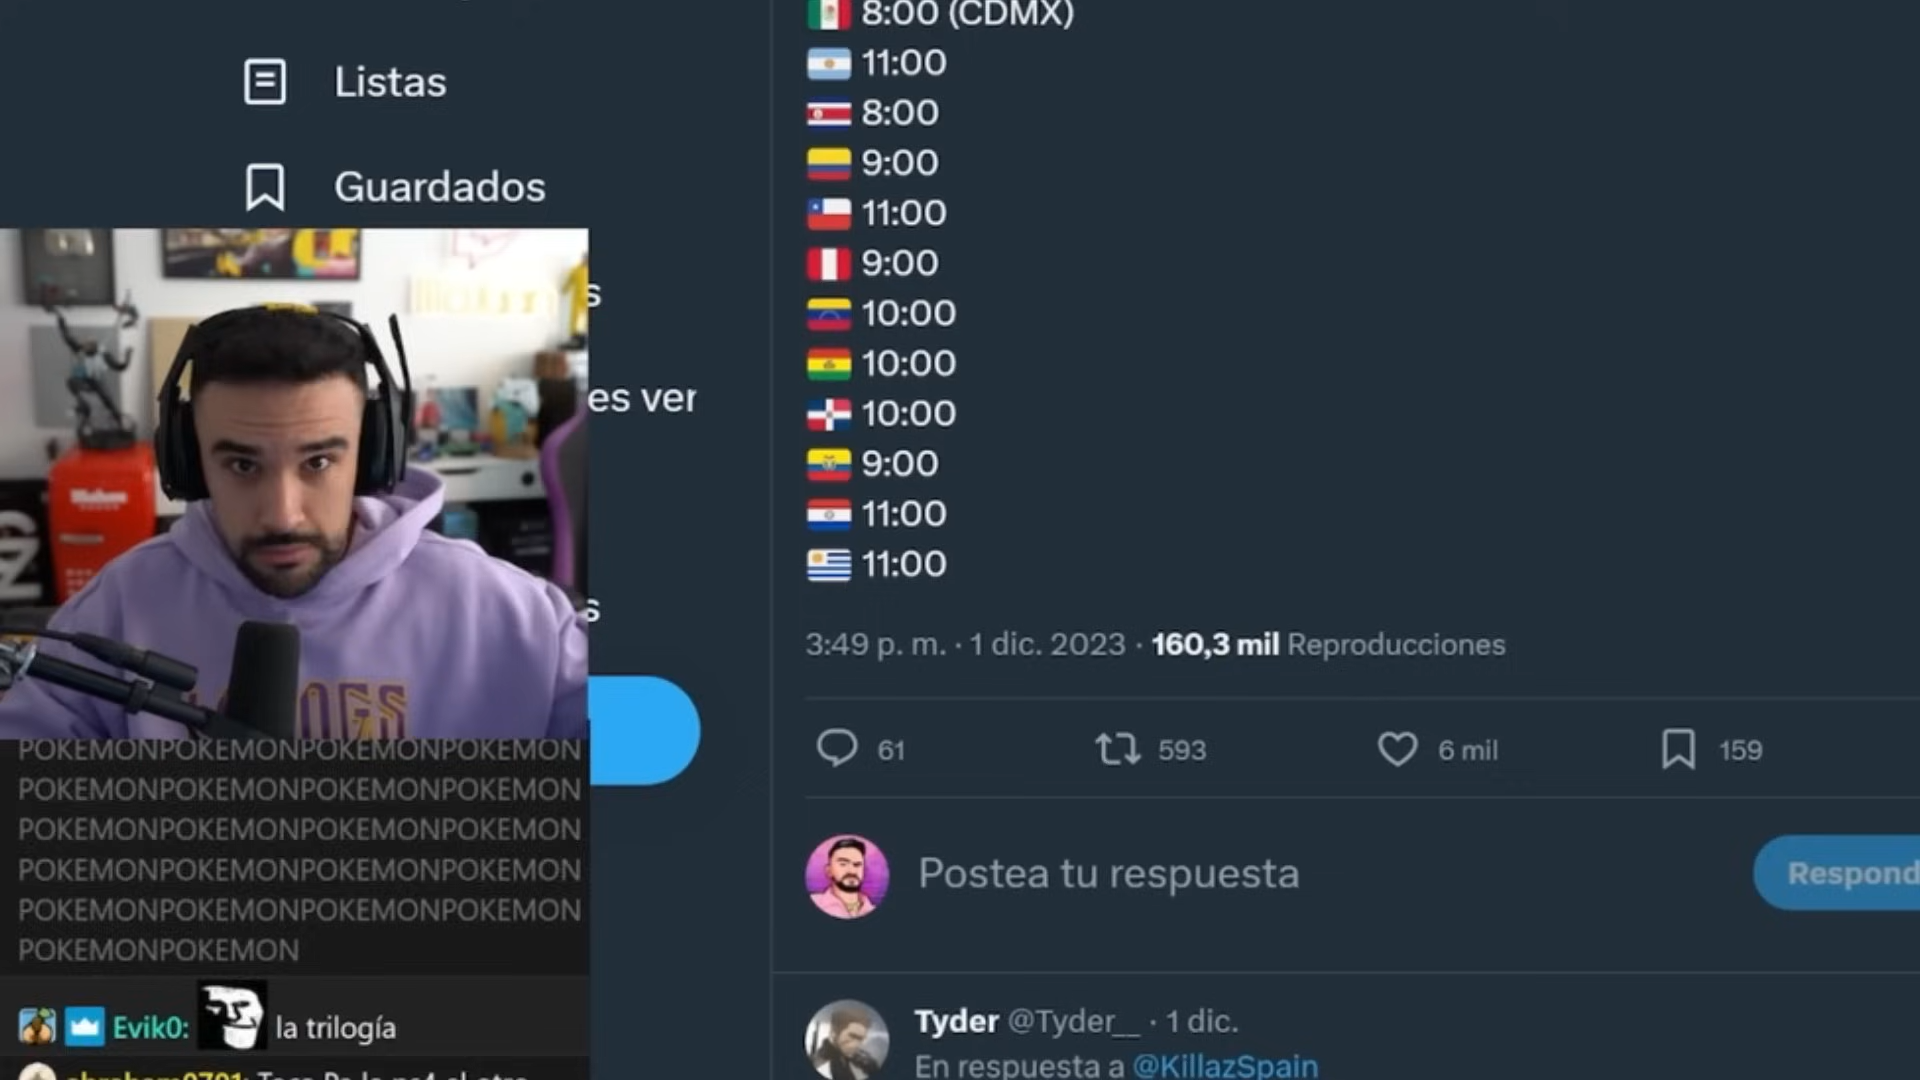 8:00 (CDMX)
Listas
11:00
8:00
9:00
Guardados
11:00
9:00
10:00
10:00
es ver
10:00
9:00
11:00
11:00
3:49 p. m. · 1 dic. 2023 · 160,3 mil Reproducciones
61 593 6 mil 159
POKEMONPOKEMONPOKEMONPOKEMON
POKEMONPOKEMONPOKEMONPOKEMON
POKEMONPOKEMONPOKEMONPOKEMON
POKEMONPOKEMONPOKEMONPOKEMON
POKEMONPOKEMONPOKEMONPOKEMON
POKEMONPOKEMON
Postea tu respuesta
Respond
Evik0: la trilogía
Tyder @Tyder__ · 1 dic.
En respuesta a @KillazSpain